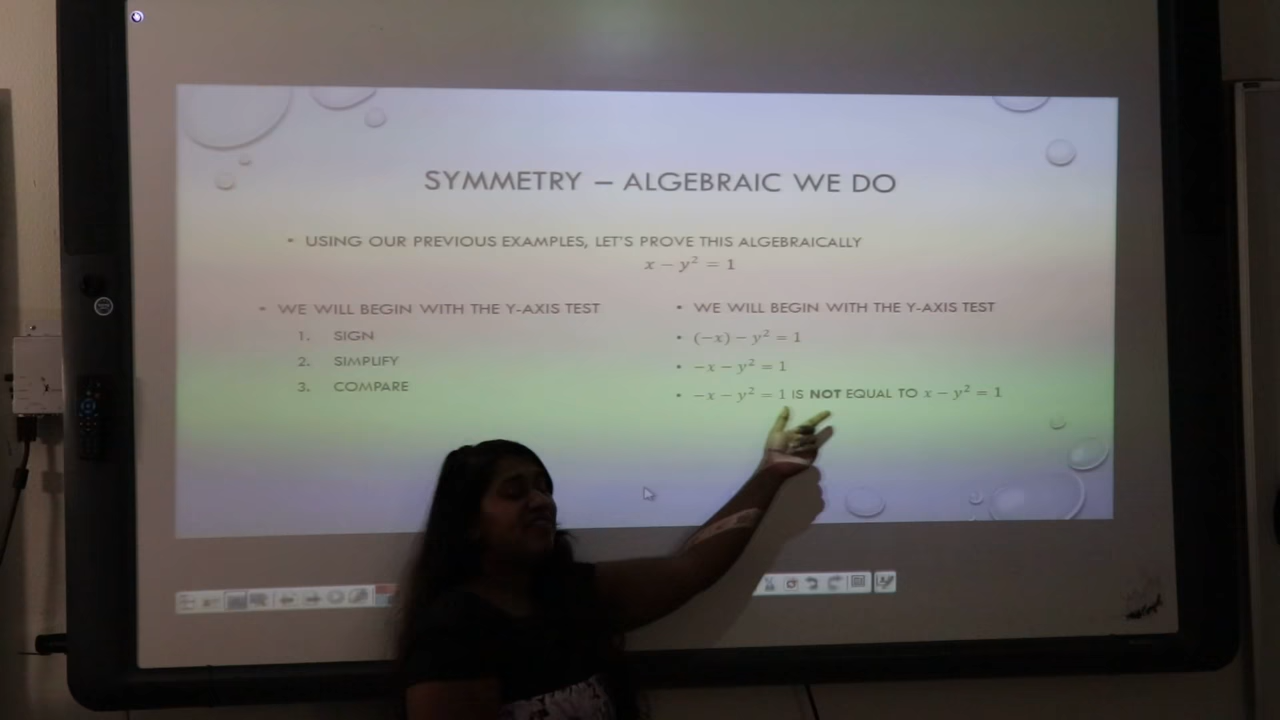 SYMMETRY – ALGEBRAIC WE DO
• USING OUR PREVIOUS EXAMPLES, LET'S PROVE THIS ALGEBRAICALLY
x − y² = 1
• WE WILL BEGIN WITH THE Y-AXIS TEST
1. SIGN
2. SIMPLIFY
3. COMPARE
• WE WILL BEGIN WITH THE Y-AXIS TEST
• (−x) − y² = 1
• −x − y² = 1
• −x − y² = 1 IS NOT EQUAL TO x − y² = 1